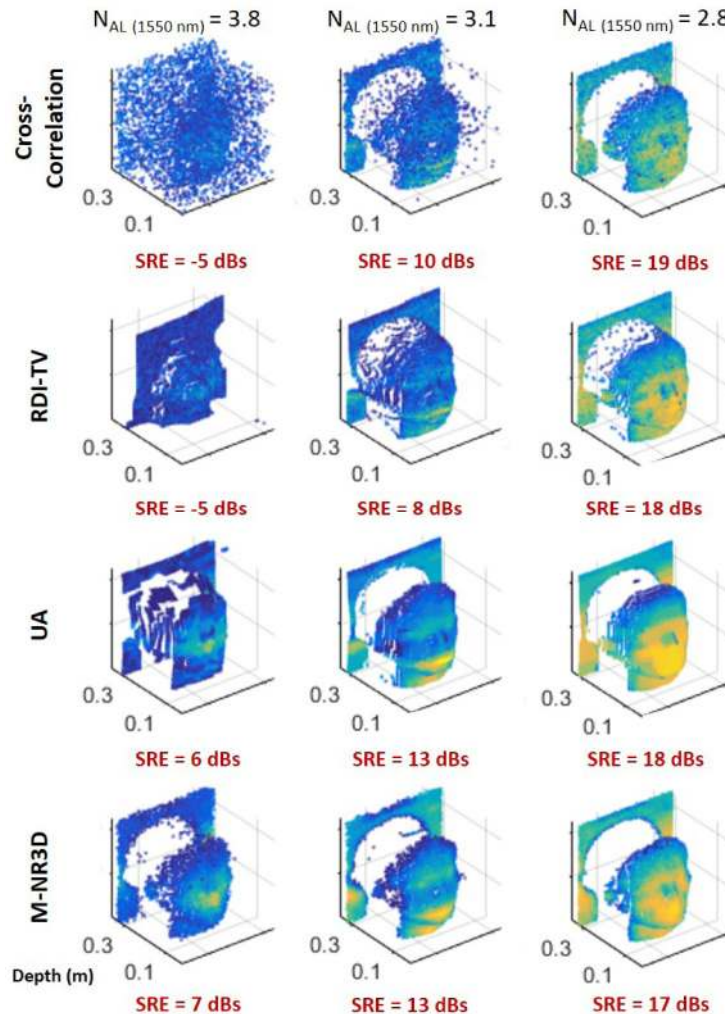 N_AL (1550 nm) = 3.8 N_AL (1550 nm) = 3.1 N_AL (1550 nm) = 2.8
Cross-
Correlation
0.3 0.3 0.3
0.1 0.1 0.1
SRE = -5 dBs SRE = 10 dBs SRE = 19 dBs
RDI-TV
0.3 0.3 0.3
0.1 0.1 0.1
SRE = -5 dBs SRE = 8 dBs SRE = 18 dBs
UA
0.3 0.3 0.3
0.1 0.1 0.1
SRE = 6 dBs SRE = 13 dBs SRE = 18 dBs
M-NR3D
0.3 0.3 0.3
Depth (m) 0.1 0.1 0.1
SRE = 7 dBs SRE = 13 dBs SRE = 17 dBs